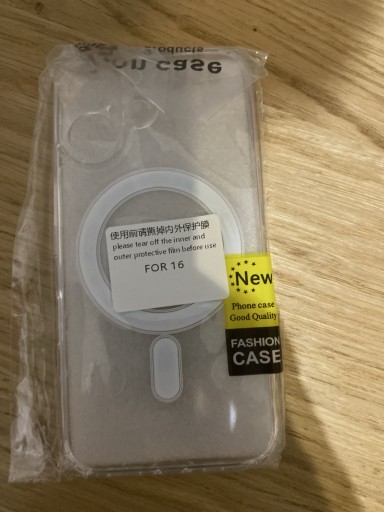 products
case
使用前请撕掉内外保护膜
please tear off the inner and
outer protective film before use
FOR 16
New
Phone case
Good Quality
FASHION
CASE